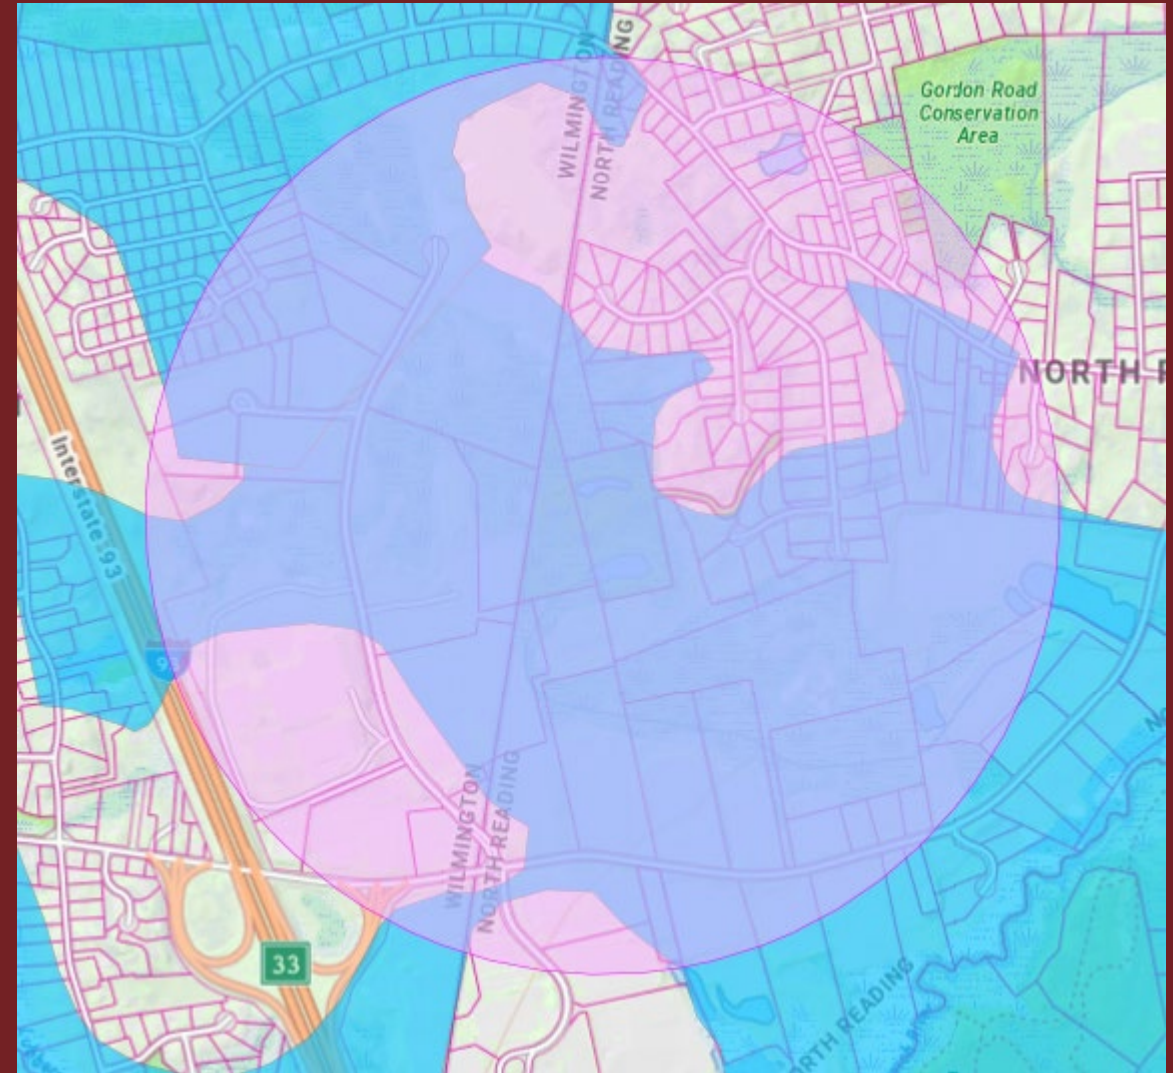 WILMINGTON
NORTH READING
Gordon Road
Conservation
Area
NORTH R
Interstate 93
93
WILMINGTON
NORTH READING
33
NORTH READING